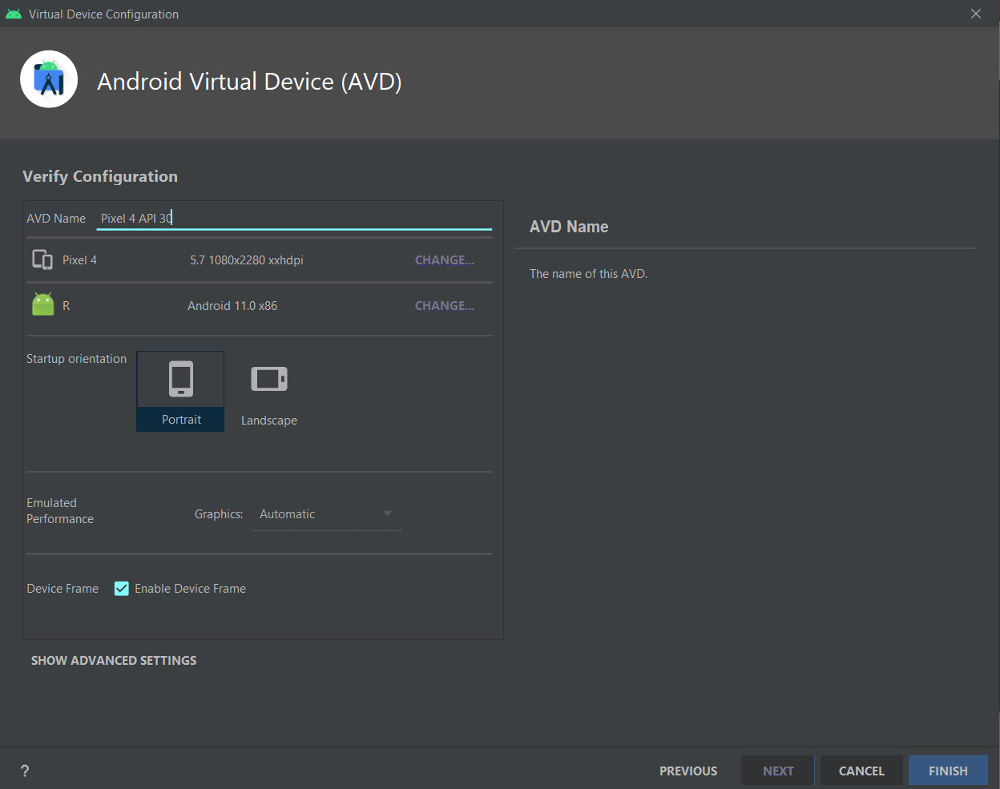 Virtual Device Configuration
Android Virtual Device (AVD)
Verify Configuration
AVD Name Pixel 4 API 30
Pixel 4 5.7 1080x2280 xxhdpi CHANGE...
R Android 11.0 x86 CHANGE...
Startup orientation
Portrait Landscape
Emulated
Performance
Graphics: Automatic
Device Frame Enable Device Frame
SHOW ADVANCED SETTINGS
AVD Name
The name of this AVD.
? PREVIOUS NEXT CANCEL FINISH